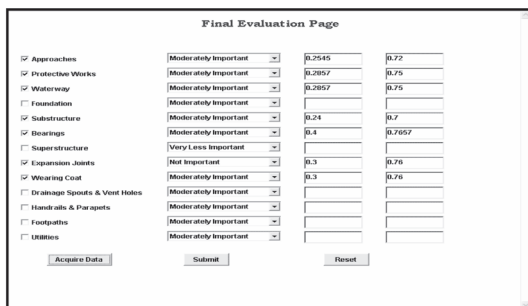 Final Evaluation Page
Approaches Moderately Important 0.2545 0.72
Protective Works Moderately Important 0.2857 0.75
Waterway Moderately Important 0.2857 0.75
Foundation Moderately Important
Substructure Moderately Important 0.24 0.7
Bearings Moderately Important 0.4 0.7657
Superstructure Very Less Important
Expansion Joints Not Important 0.3 0.76
Wearing Coat Moderately Important 0.3 0.76
Drainage Spouts & Vent Holes Moderately Important
Handrails & Parapets Moderately Important
Footpaths Moderately Important
Utilities Moderately Important
Acquire Data Submit Reset